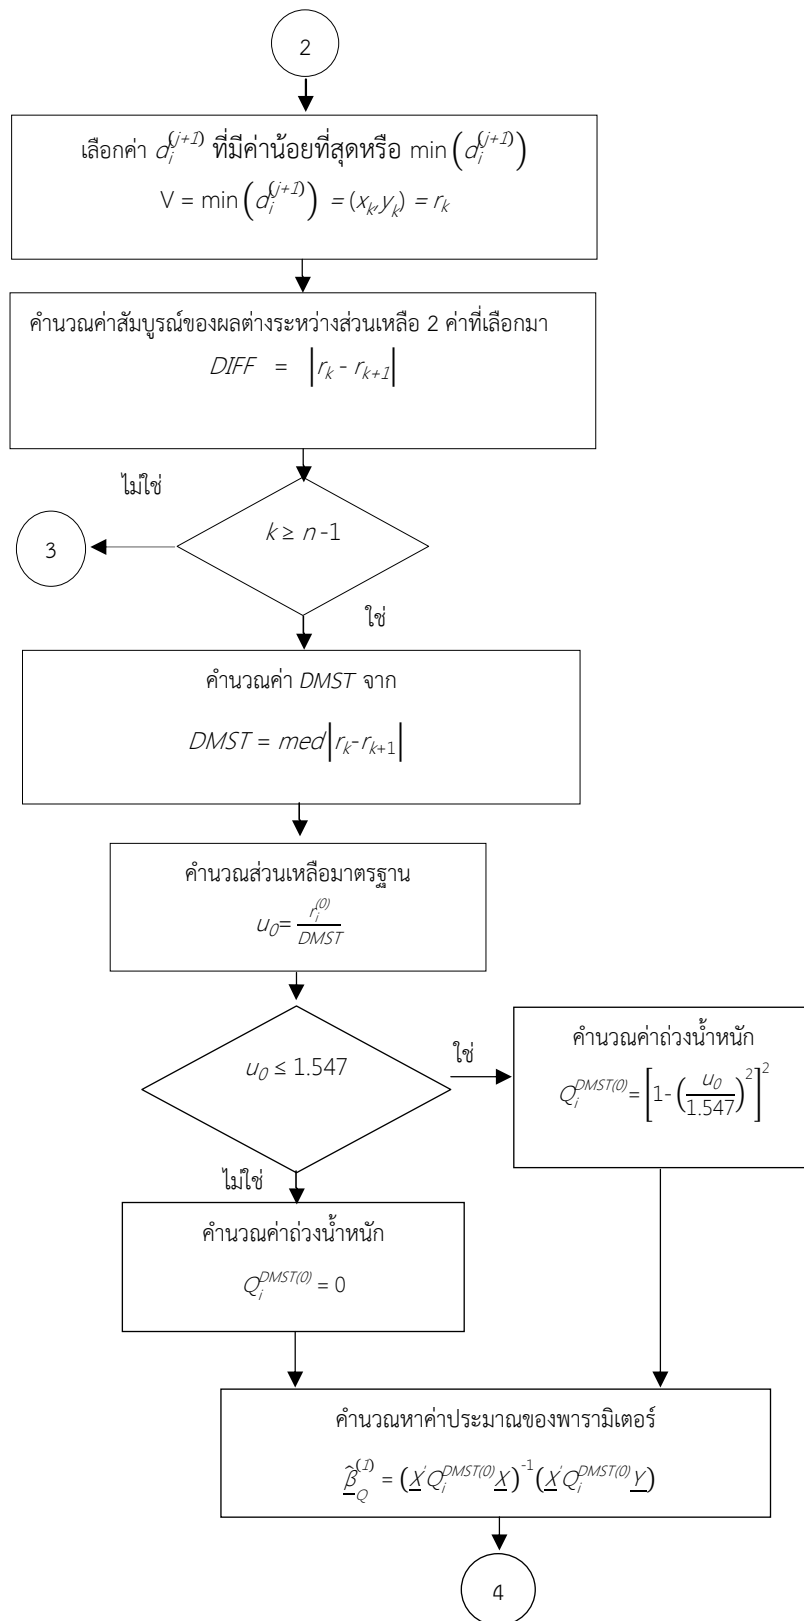 2
เลือกค่า d_i^(j+1) ที่มีค่าน้อยที่สุดหรือ min(d_i^(j+1))
V = min(d_i^(j+1)) = (x_k, y_k) = r_k
คำนวณค่าสัมบูรณ์ของผลต่างระหว่างส่วนเหลือ 2 ค่าที่เลือกมา
DIFF = |r_k - r_{k+1}|
ไม่ใช่
k ≥ n-1
3
ใช่
คำนวณค่า DMST จาก
DMST = med|r_k-r_{k+1}|
คำนวณส่วนเหลือมาตรฐาน
u_0= r_i^(0)/DMST
u_0 ≤ 1.547
ใช่
คำนวณค่าถ่วงน้ำหนัก
Q_i^{DMST(0)}=[1-(u_0/1.547)^2]^2
ไม่ใช่
คำนวณค่าถ่วงน้ำหนัก
Q_i^{DMST(0)} = 0
คำนวณหาค่าประมาณของพารามิเตอร์
β̂_Q^(1) = (X'Q_i^{DMST(0)}X)^{-1}(X'Q_i^{DMST(0)}Y)
4